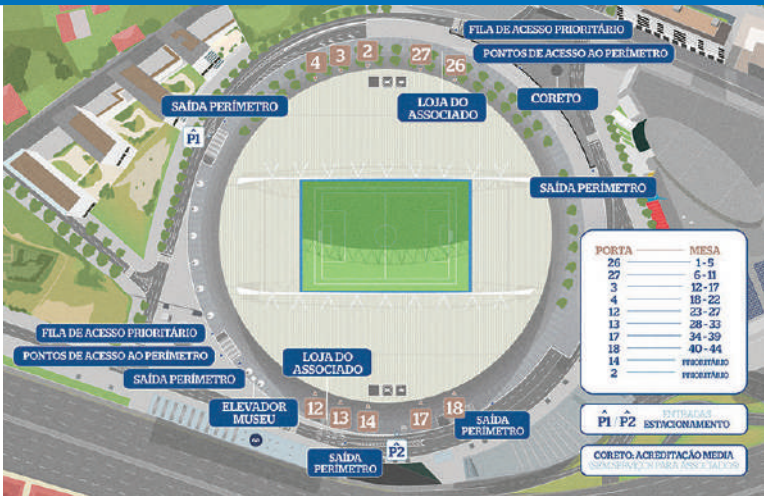 FILA DE ACESSO PRIORITÁRIO
PONTOS DE ACESSO AO PERÍMETRO
4 3 2 27 26
SAÍDA PERÍMETRO
LOJA DO
ASSOCIADO
CORETO
P1
SAÍDA PERÍMETRO
PORTA MESA
26 1 - 5
27 6 - 11
3 12 - 17
4 18 - 22
12 23 - 27
13 28 - 33
17 34 - 39
18 40 - 44
14 PRIORITÁRIO
2 PRIORITÁRIO
FILA DE ACESSO PRIORITÁRIO
PONTOS DE ACESSO AO PERÍMETRO
SAÍDA PERÍMETRO
LOJA DO
ASSOCIADO
ELEVADOR
MUSEU
12 13 14 17 18
SAÍDA
PERÍMETRO
P2
SAÍDA
PERÍMETRO
P1 / P2 ENTRADAS
ESTACIONAMENTO
CORETO: ACREDITAÇÃO MEDIA
(SEM SERVIÇOS PARA ASSOCIADOS)